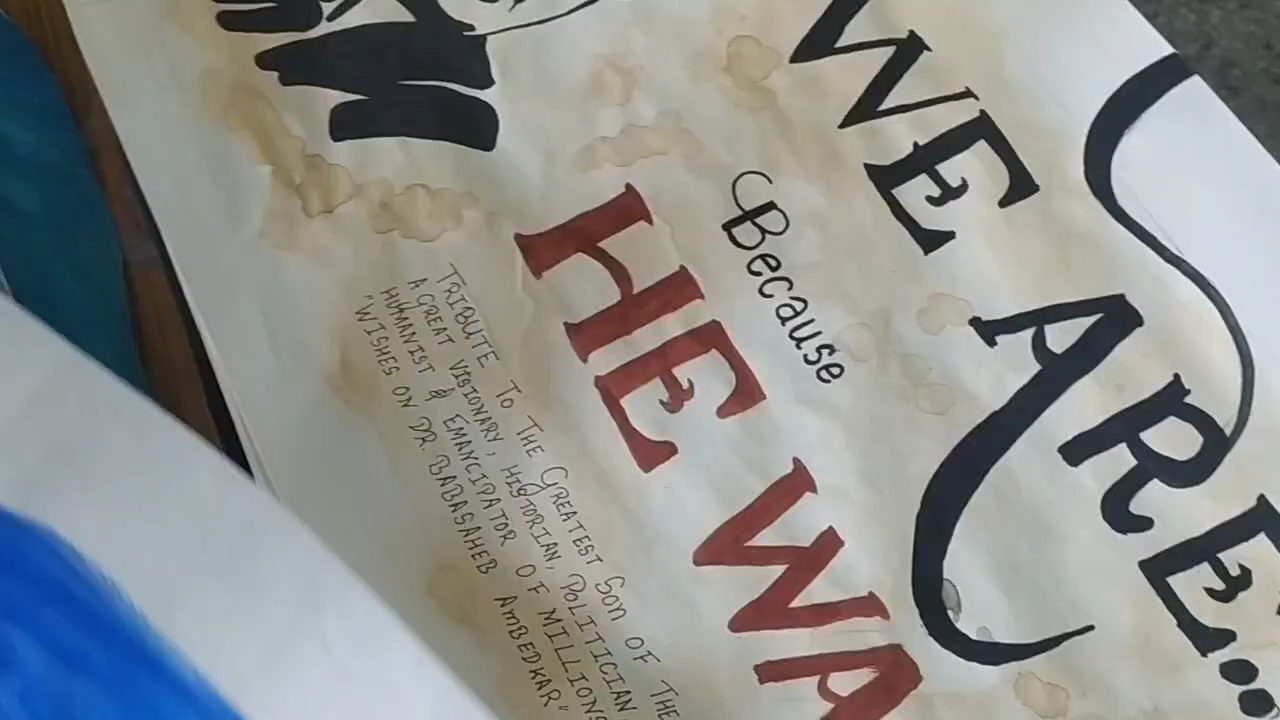 WE ARE..
Because
HE WA
TRIBUTE TO THE GREATEST SON OF THE
A GREAT VISIONARY, HISTORIAN, POLITICIAN,
HUMANIST & EMANCIPATOR OF MILLIONS
"WISHES ON DR. BABASAHEB AMBEDKAR"